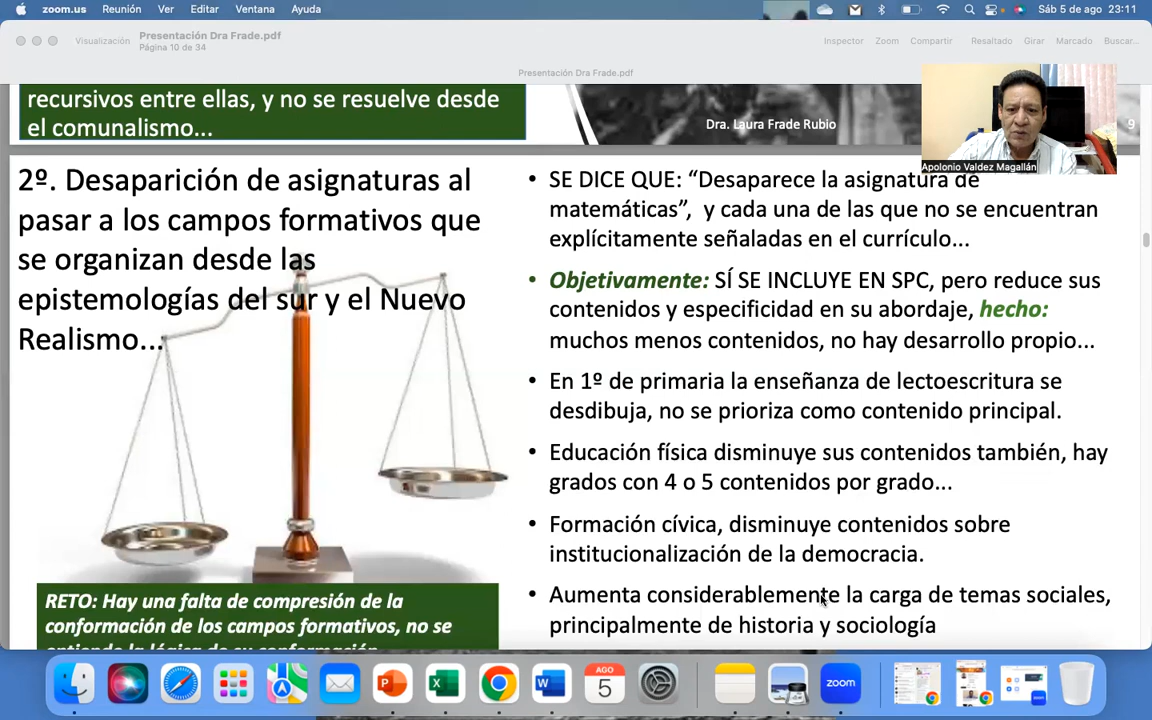 zoom.us Reunión Ver Editar Ventana Ayuda
Sáb 5 de ago 23:11
Visualización
Presentación Dra Frade.pdf
Página 10 de 34
Inspector Zoom Compartir Resaltado Girar Marcado Buscar...
Presentación Dra Frade.pdf
recursivos entre ellas, y no se resuelve desde
el comunalismo...
Dra. Laura Frade Rubio
9
Apolonio Valdez Magallán
2º. Desaparición de asignaturas al
pasar a los campos formativos que
se organizan desde las
epistemologías del sur y el Nuevo
Realismo...
RETO: Hay una falta de compresión de la
conformación de los campos formativos, no se
entiende la lógica de su conformación
• SE DICE QUE: “Desaparece la asignatura de
matemáticas”, y cada una de las que no se encuentran
explícitamente señaladas en el currículo...
• Objetivamente: SÍ SE INCLUYE EN SPC, pero reduce sus
contenidos y especificidad en su abordaje, hecho:
muchos menos contenidos, no hay desarrollo propio...
• En 1º de primaria la enseñanza de lectoescritura se
desdibuja, no se prioriza como contenido principal.
• Educación física disminuye sus contenidos también, hay
grados con 4 o 5 contenidos por grado...
• Formación cívica, disminuye contenidos sobre
institucionalización de la democracia.
• Aumenta considerablemente la carga de temas sociales,
principalmente de historia y sociología
AGO
5
zoom